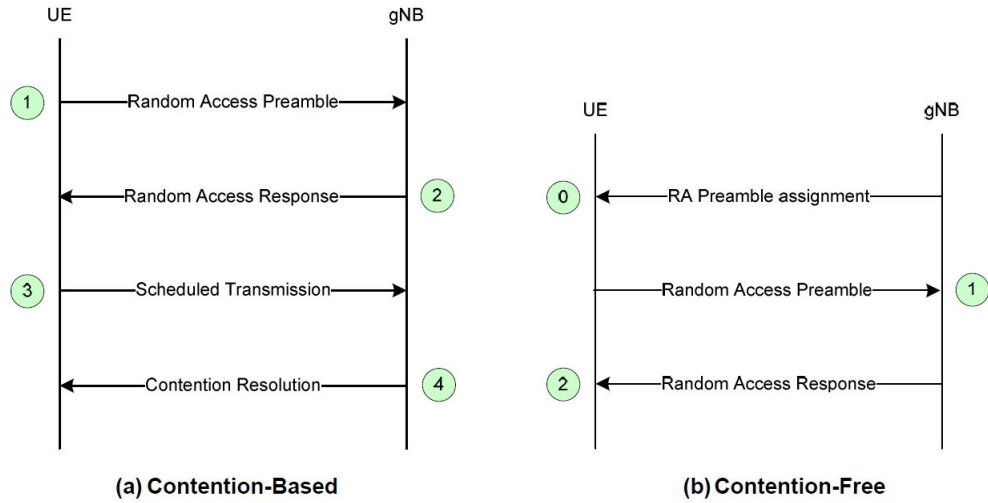 UE
gNB
1
Random Access Preamble
Random Access Response
2
3
Scheduled Transmission
Contention Resolution
4
(a) Contention-Based
UE
gNB
0
RA Preamble assignment
Random Access Preamble
1
2
Random Access Response
(b) Contention-Free